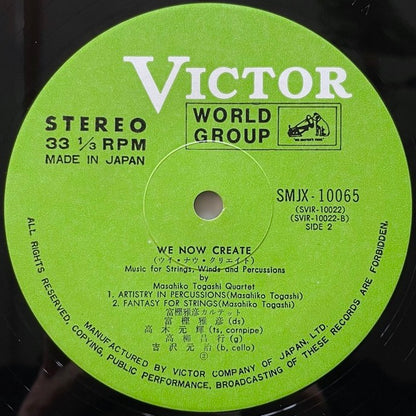 VICTOR
WORLD
GROUP
"HIS MASTER'S VOICE"
STEREO
33 1/3 RPM
MADE IN JAPAN
SMJX-10065
(SVIR-10022)
(SVIR-10022-B)
SIDE 2
WE NOW CREATE
(ウイ・ナウ・クリエイト)
Music for Strings, Winds and Percussions
by
Masahiko Togashi Quartet
1. ARTISTRY IN PERCUSSIONS(Masahiko Togashi)
2. FANTASY FOR STRINGS(Masahiko Togashi)
富樫雅彦カルテット
富樫雅彦(ds)
高木元輝(ts, cornpipe)
高柳昌行(g)
吉沢元治(b, cello)
②
ALL RIGHTS RESERVED, COPYING, PUBLIC PERFORMANCE, BROADCASTING OF THESE RECORDS ARE FORBIDDEN.
MANUFACTURED BY VICTOR COMPANY OF JAPAN, LTD.